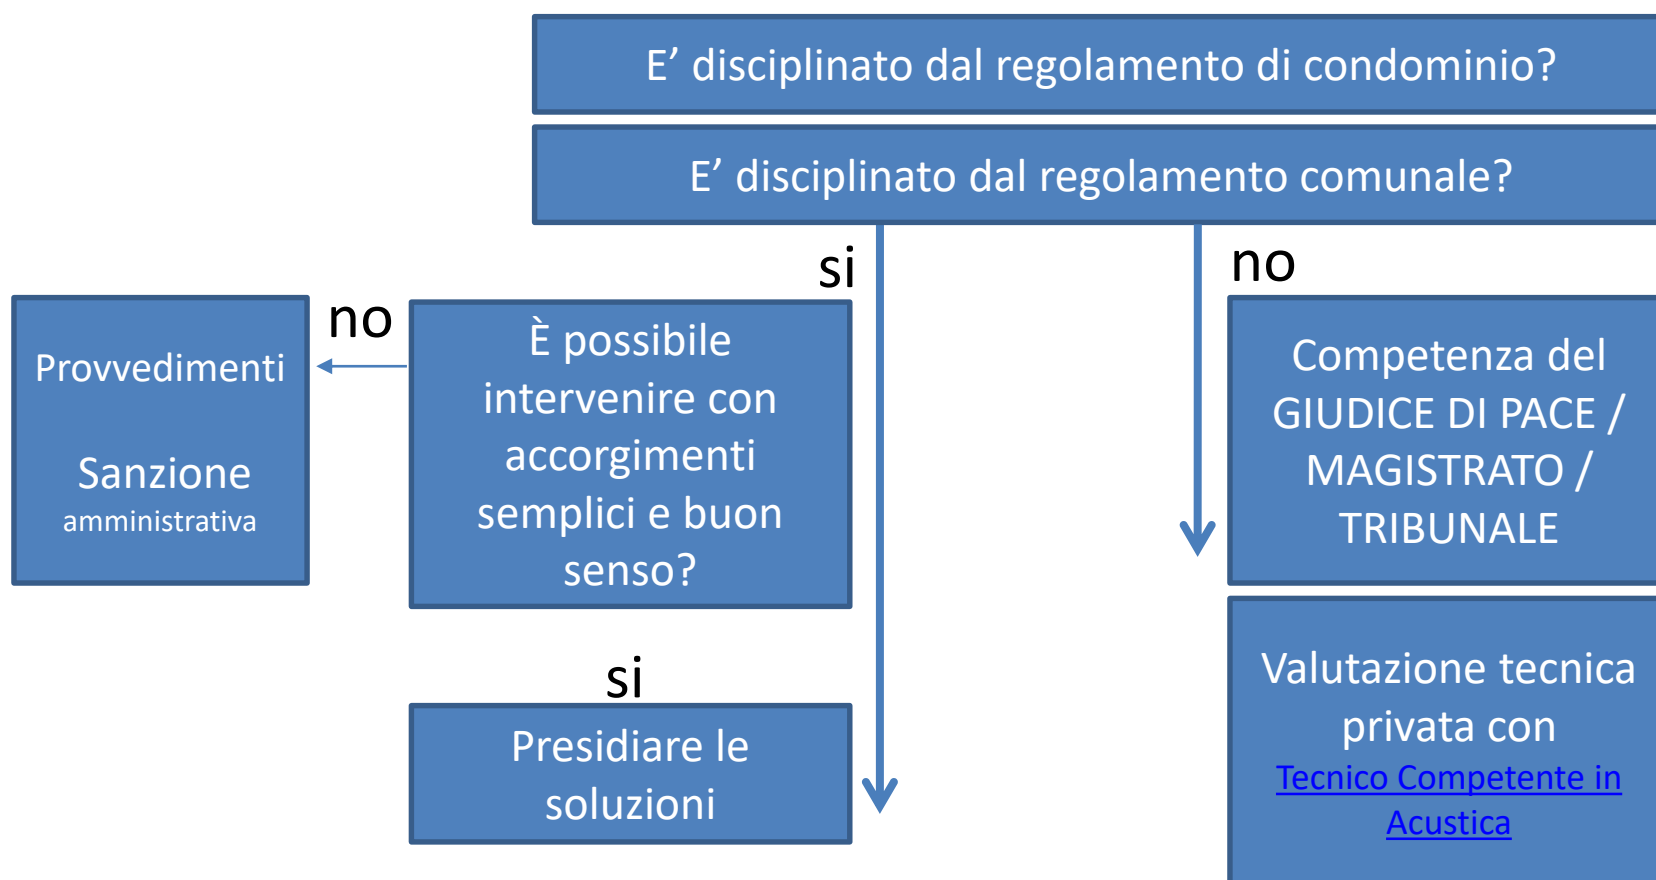 E’ disciplinato dal regolamento di condominio?
E’ disciplinato dal regolamento comunale?
si
no
no
Provvedimenti
Sanzione
amministrativa
È possibile
intervenire con
accorgimenti
semplici e buon
senso?
si
Presidiare le
soluzioni
Competenza del
GIUDICE DI PACE /
MAGISTRATO /
TRIBUNALE
Valutazione tecnica
privata con
Tecnico Competente in
Acustica